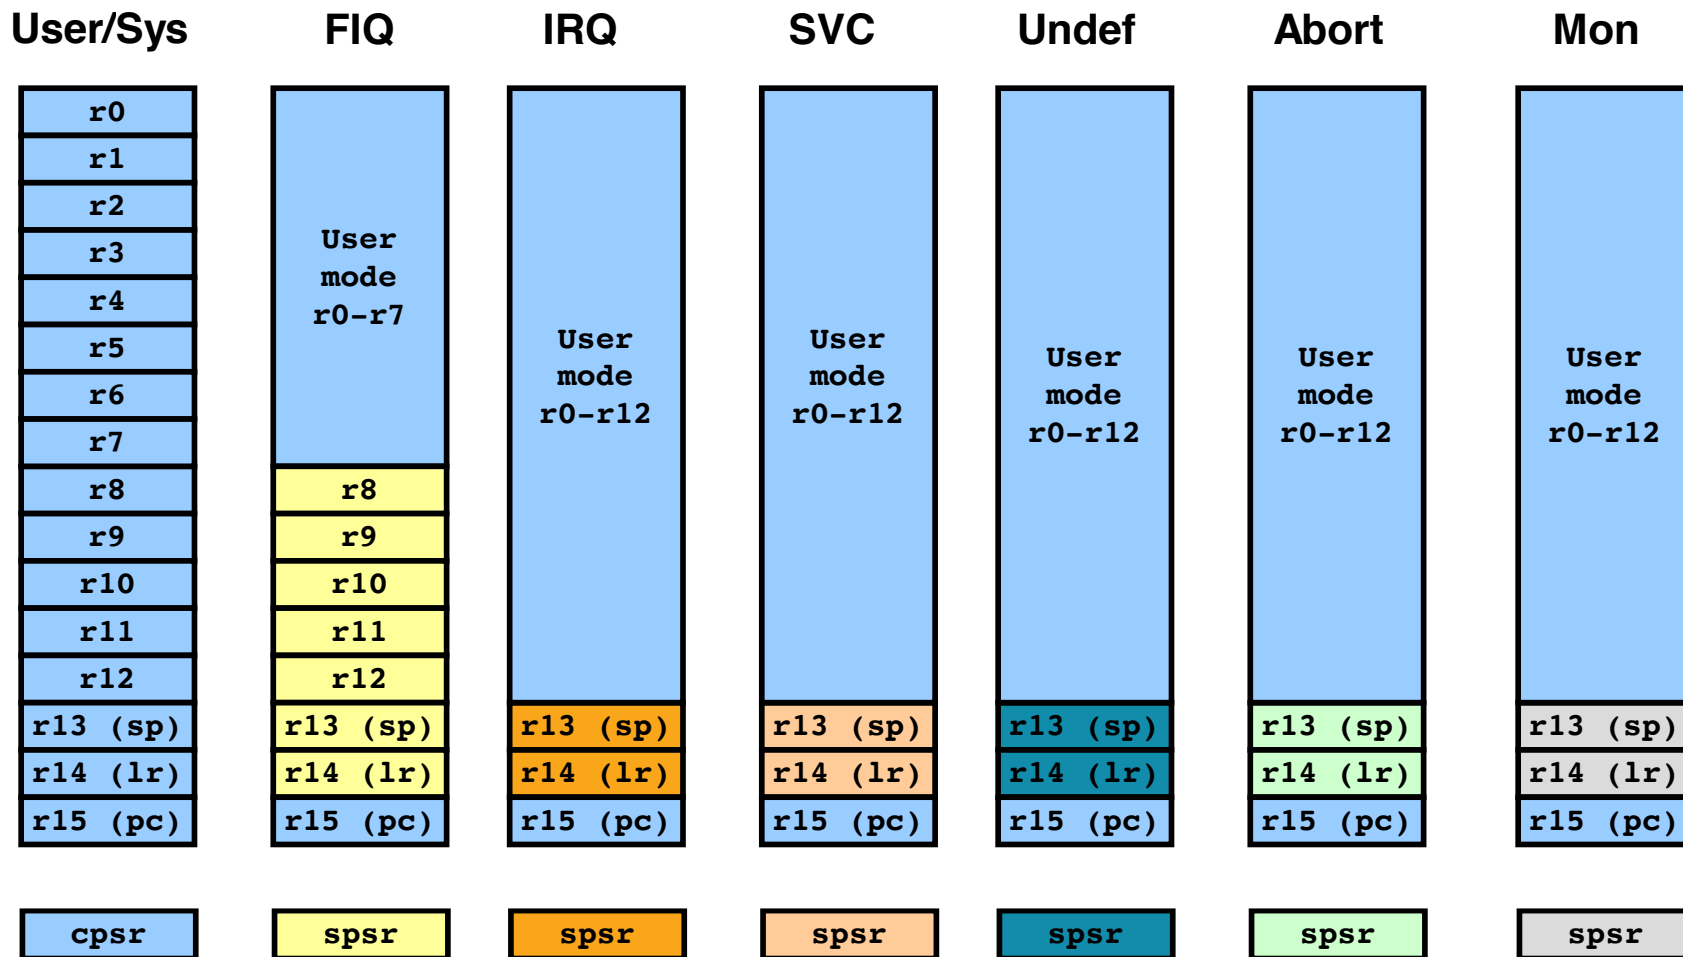 User/Sys
FIQ
IRQ
SVC
Undef
Abort
Mon
r0
r1
r2
r3
r4
r5
r6
r7
r8
r9
r10
r11
r12
r13 (sp)
r14 (lr)
r15 (pc)
cpsr
User
mode
r0-r7
r8
r9
r10
r11
r12
r13 (sp)
r14 (lr)
r15 (pc)
spsr
User
mode
r0-r12
r13 (sp)
r14 (lr)
r15 (pc)
spsr
User
mode
r0-r12
r13 (sp)
r14 (lr)
r15 (pc)
spsr
User
mode
r0-r12
r13 (sp)
r14 (lr)
r15 (pc)
spsr
User
mode
r0-r12
r13 (sp)
r14 (lr)
r15 (pc)
spsr
User
mode
r0-r12
r13 (sp)
r14 (lr)
r15 (pc)
spsr